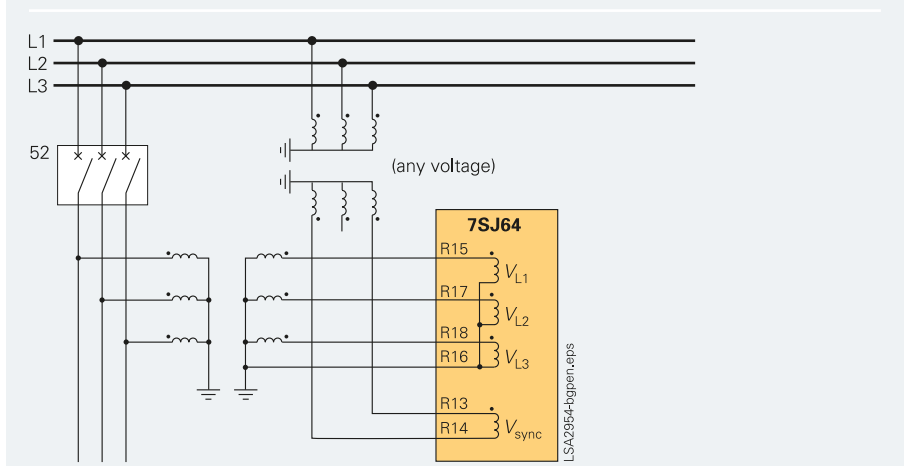 L1
L2
L3
52
(any voltage)
7SJ64
R15
VL1
R17
VL2
R18
R16
VL3
R13
R14
Vsync
LSA2954-bgpen.eps